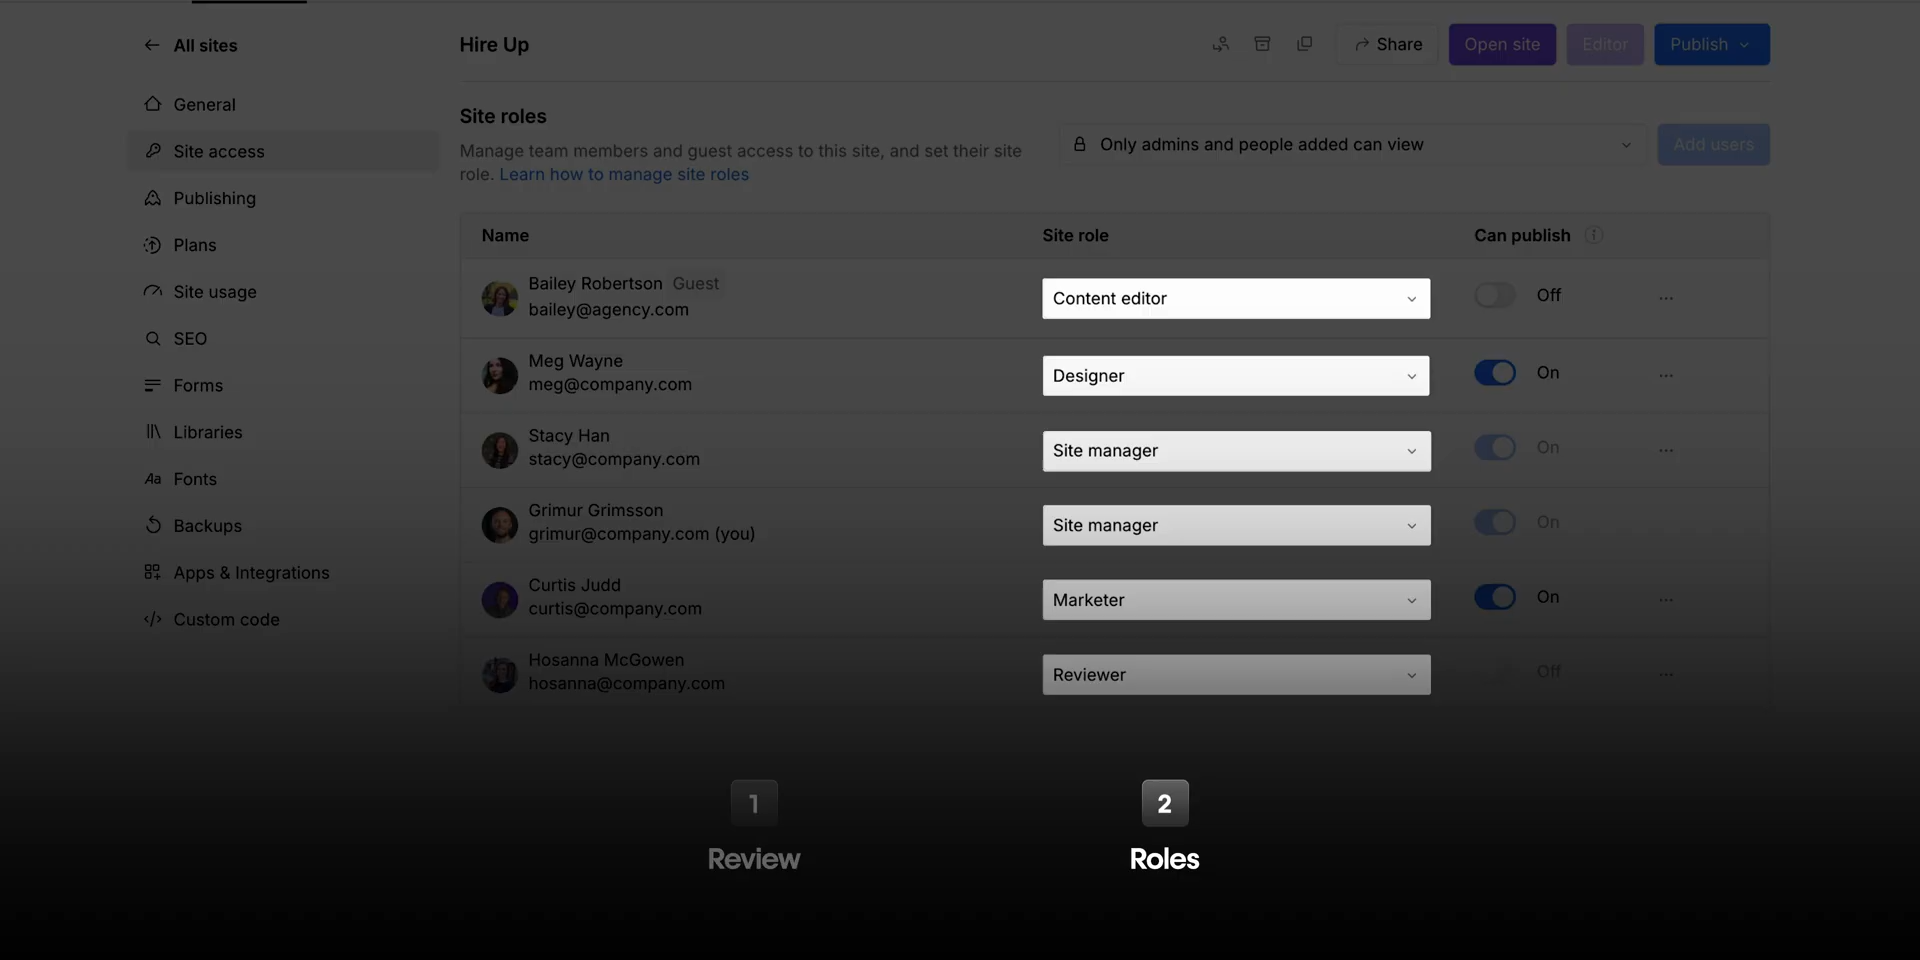 All sites
Hire Up
Share
Open site
Editor
Publish
General
Site access
Publishing
Plans
Site usage
SEO
Forms
Libraries
Aa Fonts
Backups
Apps & Integrations
</> Custom code
Site roles
Manage team members and guest access to this site, and set their site
role. Learn how to manage site roles
Only admins and people added can view
Add users
Name
Site role
Can publish
Bailey Robertson Guest
bailey@agency.com
Content editor
Off
Meg Wayne
meg@company.com
Designer
On
Stacy Han
stacy@company.com
Site manager
On
Grimur Grimsson
grimur@company.com (you)
Site manager
On
Curtis Judd
curtis@company.com
Marketer
On
Hosanna McGowen
hosanna@company.com
Reviewer
Off
1
Review
2
Roles